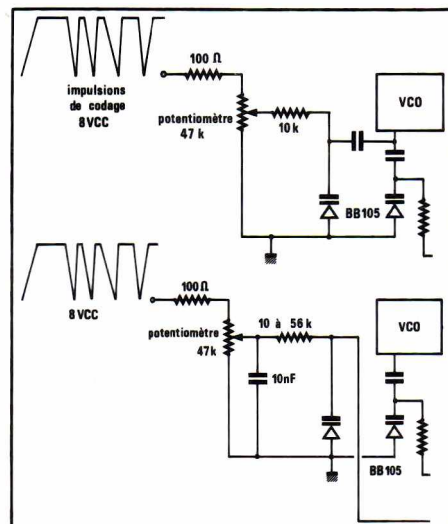 impulsions
de codage
8 VCC
100 Ω
potentiomètre
47 k
10 k
VCO
BB105
8 VCC
100 Ω
potentiomètre
47 k
10 à 56 k
10nF
VCO
BB105